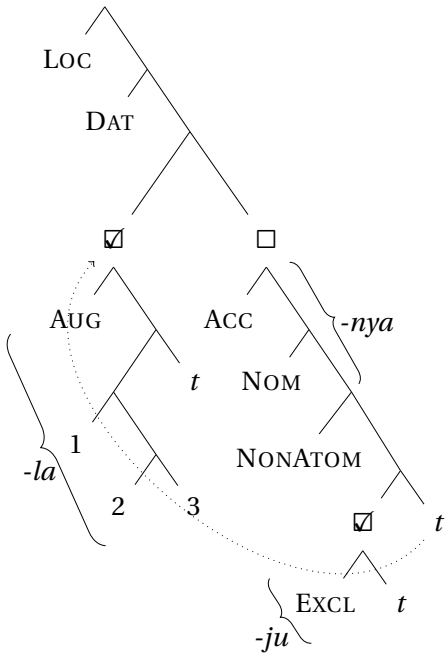 LOC
DAT
☑ ☐
AUG ACC -nya
t NOM
1
-la NONATOM
2 3
☑ t
EXCL t
-ju